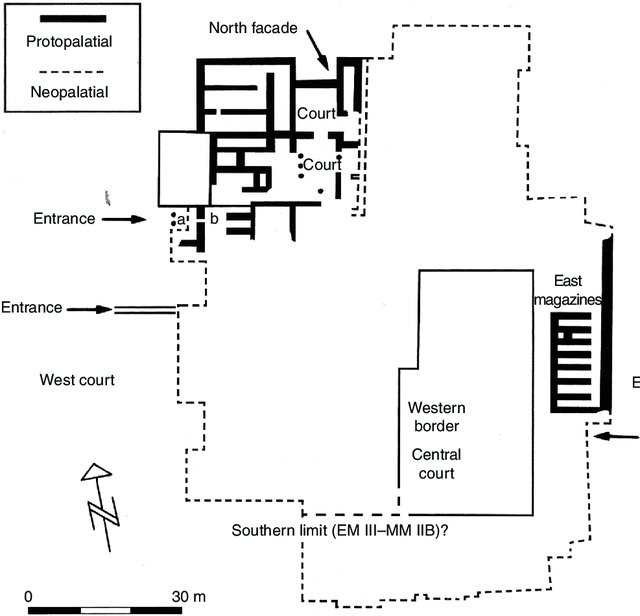 Protopalatial
Neopalatial
North facade
Court
Court
Entrance
a
b
Entrance
East
magazines
E
West court
Western
border
Central
court
Southern limit (EM III–MM IIB)?
0
30 m